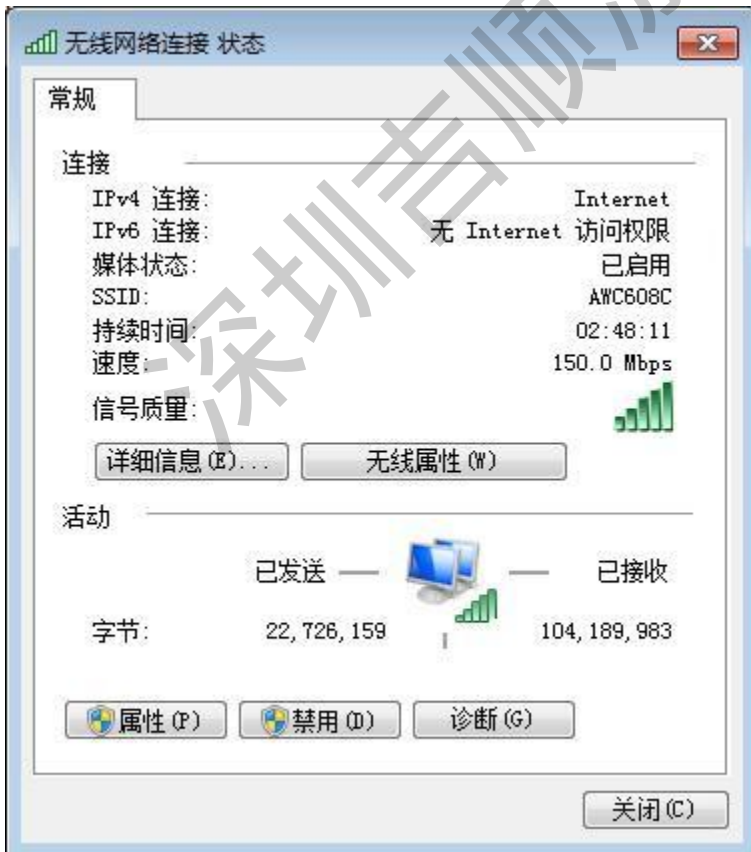 无线网络连接 状态
常规
连接
IPv4 连接: Internet
IPv6 连接: 无 Internet 访问权限
媒体状态: 已启用
SSID: AWC608C
持续时间: 02:48:11
速度: 150.0 Mbps
信号质量:
详细信息(E)... 无线属性(W)
活动
已发送 — — 已接收
字节: 22,726,159 104,189,983
属性(P) 禁用(D) 诊断(G)
关闭(C)
深圳吉顺